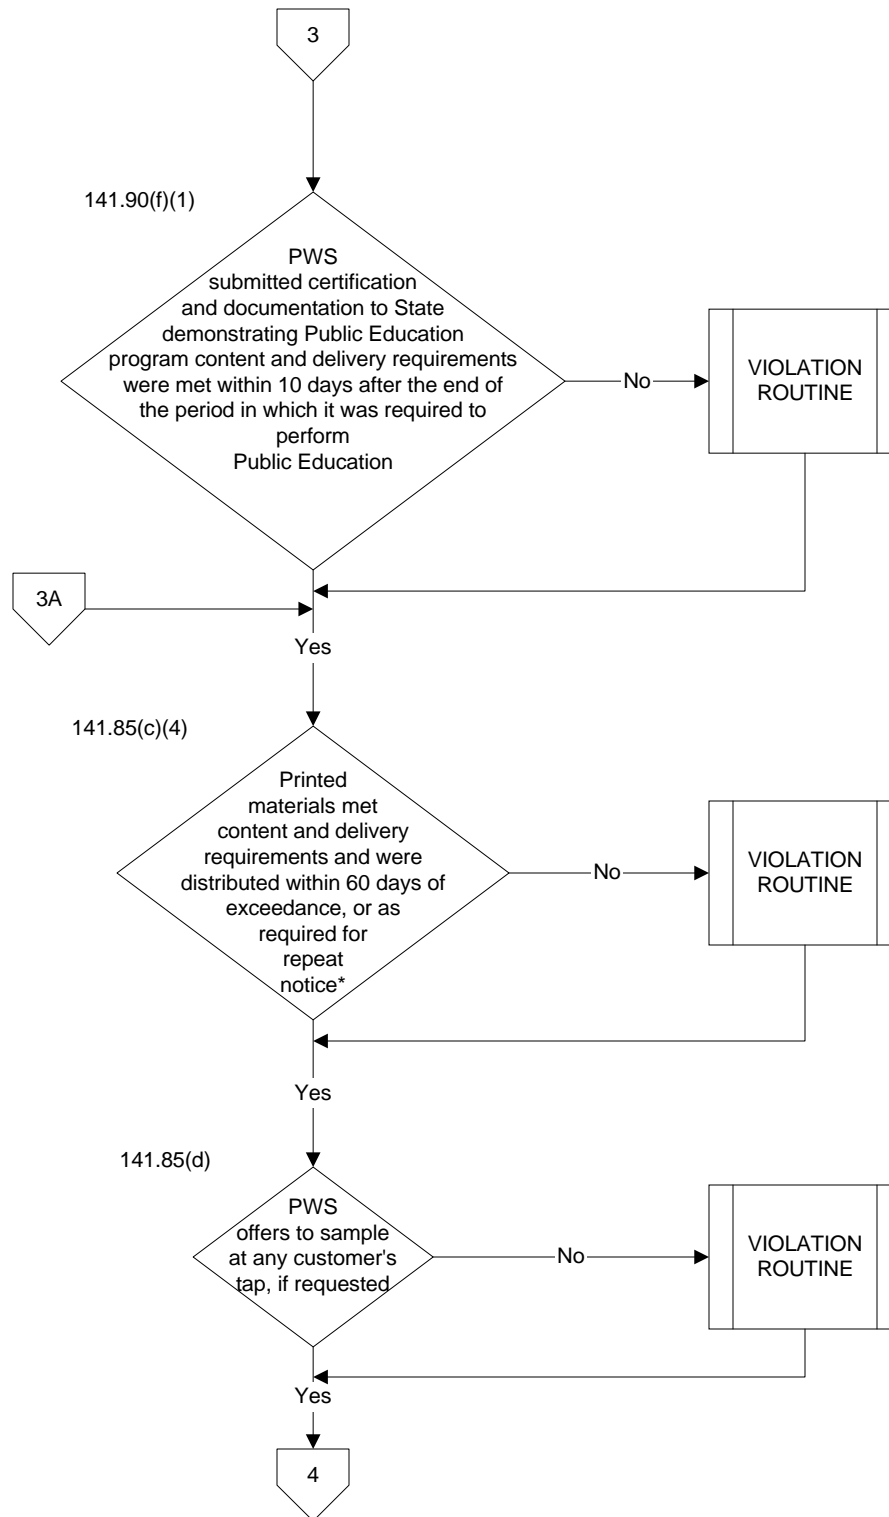 3
141.90(f)(1)
PWS
submitted certification
and documentation to State
demonstrating Public Education
program content and delivery requirements
were met within 10 days after the end of
the period in which it was required to
perform
Public Education
No
VIOLATION
ROUTINE
3A
Yes
141.85(c)(4)
Printed
materials met
content and delivery
requirements and were
distributed within 60 days of
exceedance, or as
required for
repeat
notice*
No
VIOLATION
ROUTINE
Yes
141.85(d)
PWS
offers to sample
at any customer's
tap, if requested
No
VIOLATION
ROUTINE
Yes
4